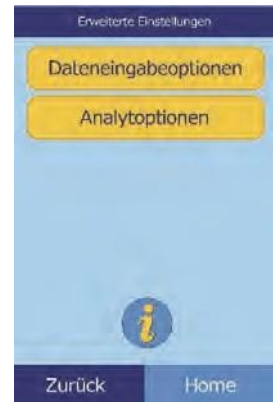 Erweiterte Einstellungen
Dateneingabeoptionen
Analytoptionen
i
Zurück Home